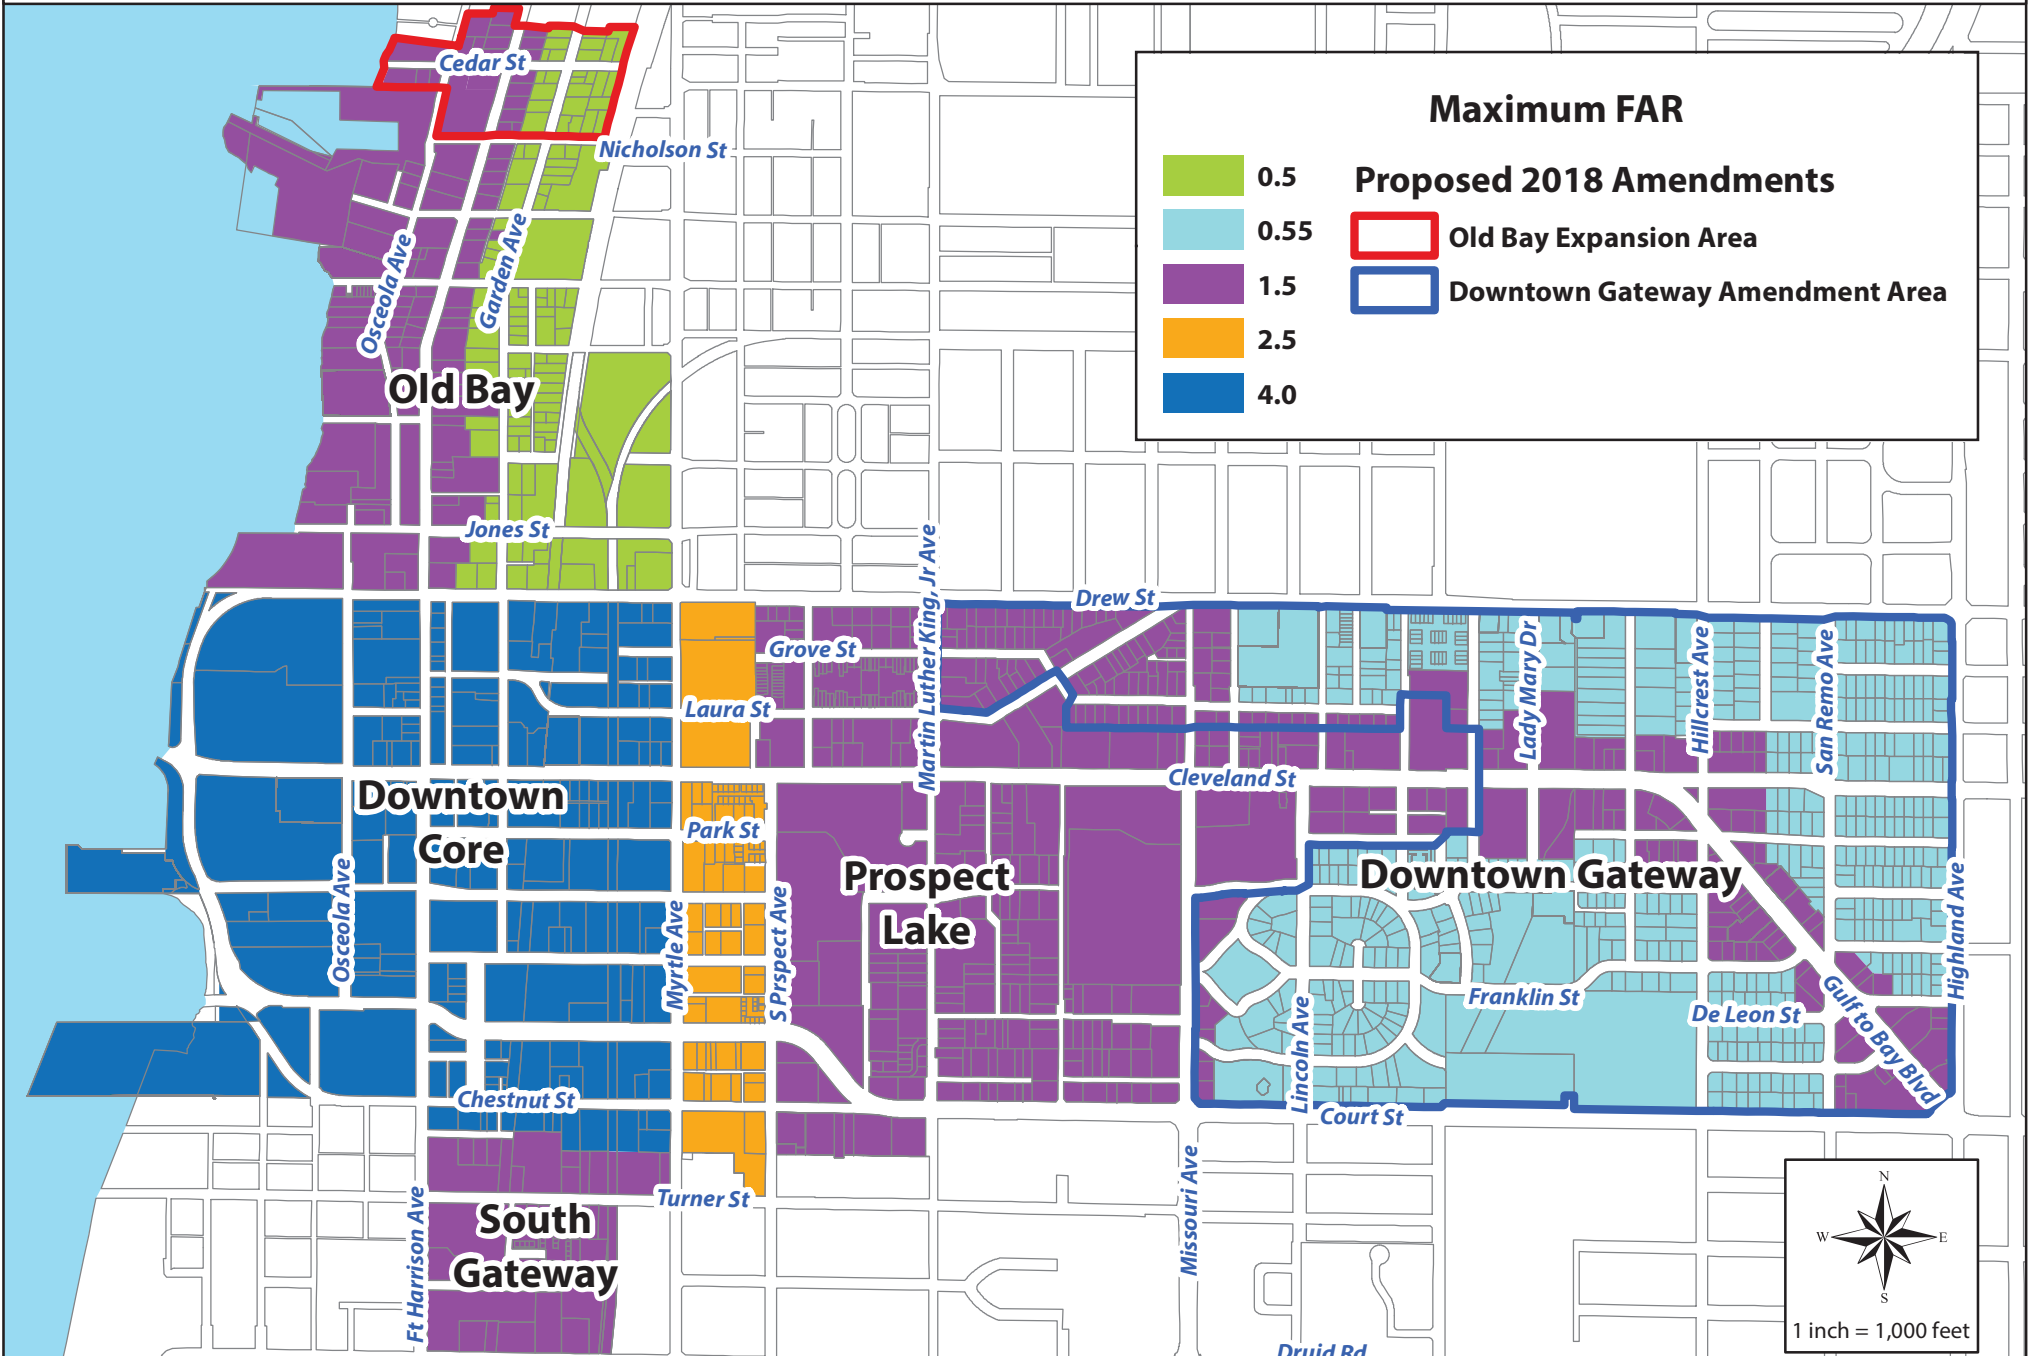 Cedar St
Nicholson St
Maximum FAR
0.5
0.55
1.5
2.5
4.0
Proposed 2018 Amendments
Old Bay Expansion Area
Downtown Gateway Amendment Area
Osceola Ave
Garden Ave
Old Bay
Jones St
Martin Luther King, Jr Ave
Drew St
Grove St
Laura St
Lady Mary Dr
Hillcrest Ave
San Remo Ave
Cleveland St
Downtown
Core
Park St
Prospect
Lake
Downtown Gateway
Osceola Ave
Myrtle Ave
S Prspect Ave
Highland Ave
Franklin St
De Leon St
Gulf to Bay Blvd
Lincoln Ave
Chestnut St
Court St
Turner St
South
Gateway
Ft Harrison Ave
Missouri Ave
Druid Rd
N
W
E
S
1 inch = 1,000 feet